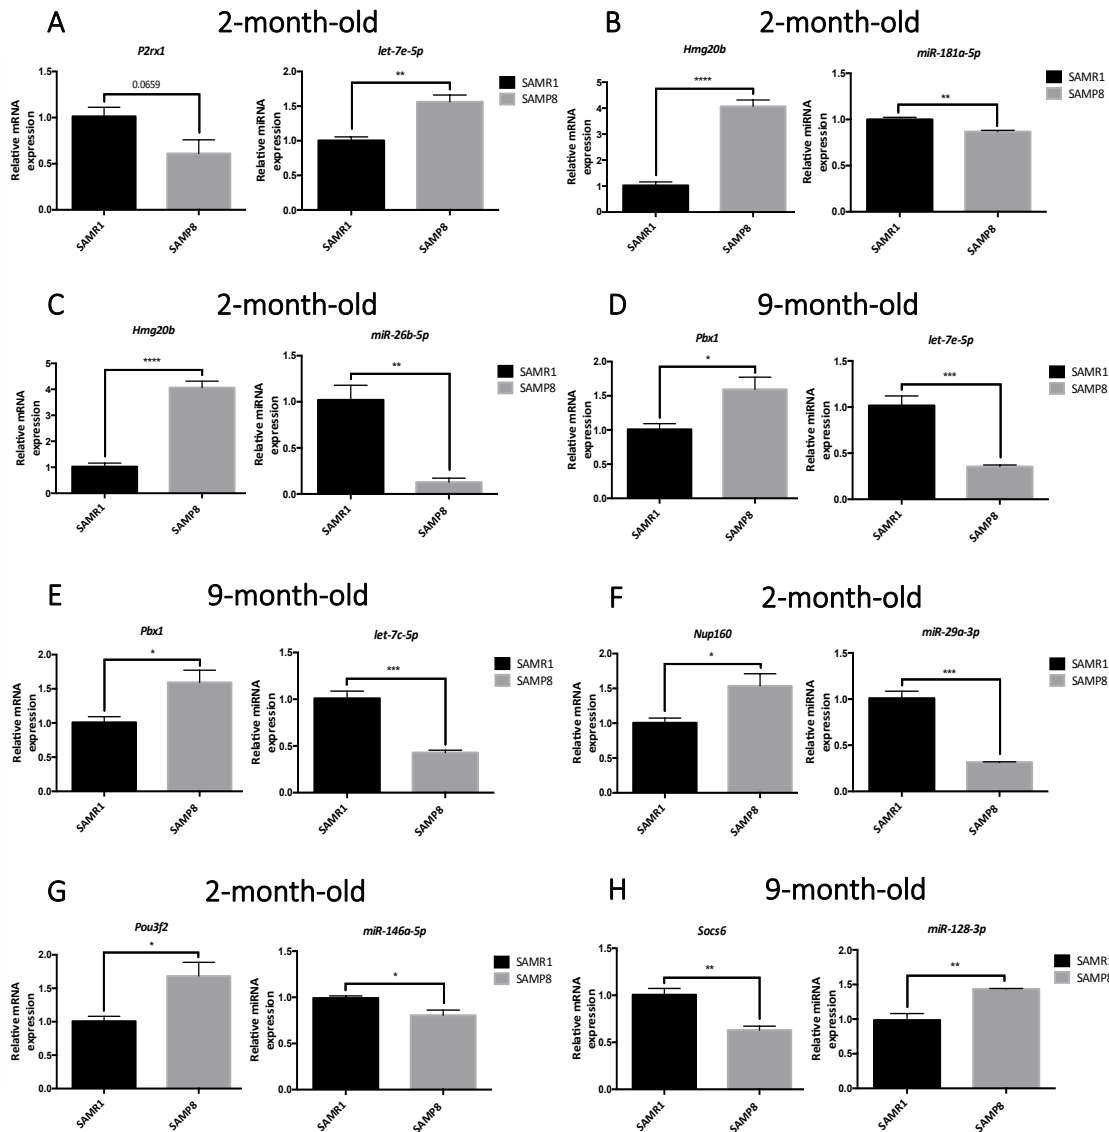 A
2-month-old
P2rx1
Relative mRNA
expression
1.5
1.0
0.5
0.0
0.0659
SAMR1
SAMP8
let-7e-5p
Relative miRNA
expression
2.0
1.5
1.0
0.5
0.0
**
SAMR1
SAMP8
SAMR1
SAMP8
B
2-month-old
Hmg20b
Relative mRNA
expression
5
4
3
2
1
0
****
SAMR1
SAMP8
miR-181a-5p
Relative miRNA
expression
1.5
1.0
0.5
0.0
**
SAMR1
SAMP8
SAMR1
SAMP8
C
2-month-old
Hmg20b
Relative mRNA
expression
5
4
3
2
1
0
****
SAMR1
SAMP8
miR-26b-5p
Relative miRNA
expression
1.5
1.0
0.5
0.0
**
SAMR1
SAMP8
SAMR1
SAMP8
D
9-month-old
Pbx1
Relative mRNA
expression
2.0
1.5
1.0
0.5
0.0
*
SAMR1
SAMP8
let-7e-5p
Relative miRNA
expression
1.5
1.0
0.5
0.0
***
SAMR1
SAMP8
SAMR1
SAMP8
E
9-month-old
Pbx1
Relative mRNA
expression
2.0
1.5
1.0
0.5
0.0
*
SAMR1
SAMP8
let-7c-5p
Relative miRNA
expression
1.5
1.0
0.5
0.0
***
SAMR1
SAMP8
SAMR1
SAMP8
F
2-month-old
Nup160
Relative mRNA
expression
2.0
1.5
1.0
0.5
0.0
*
SAMR1
SAMP8
miR-29a-3p
Relative miRNA
expression
1.5
1.0
0.5
0.0
***
SAMR1
SAMP8
SAMR1
SAMP8
G
2-month-old
Pou3f2
Relative mRNA
expression
2.0
1.5
1.0
0.5
0.0
*
SAMR1
SAMP8
miR-146a-5p
Relative miRNA
expression
1.5
1.0
0.5
0.0
*
SAMR1
SAMP8
SAMR1
SAMP8
H
9-month-old
Socs6
Relative mRNA
expression
1.5
1.0
0.5
0.0
**
SAMR1
SAMP8
miR-128-3p
Relative miRNA
expression
2.0
1.5
1.0
0.5
0.0
**
SAMR1
SAMP8
SAMR1
SAMP8